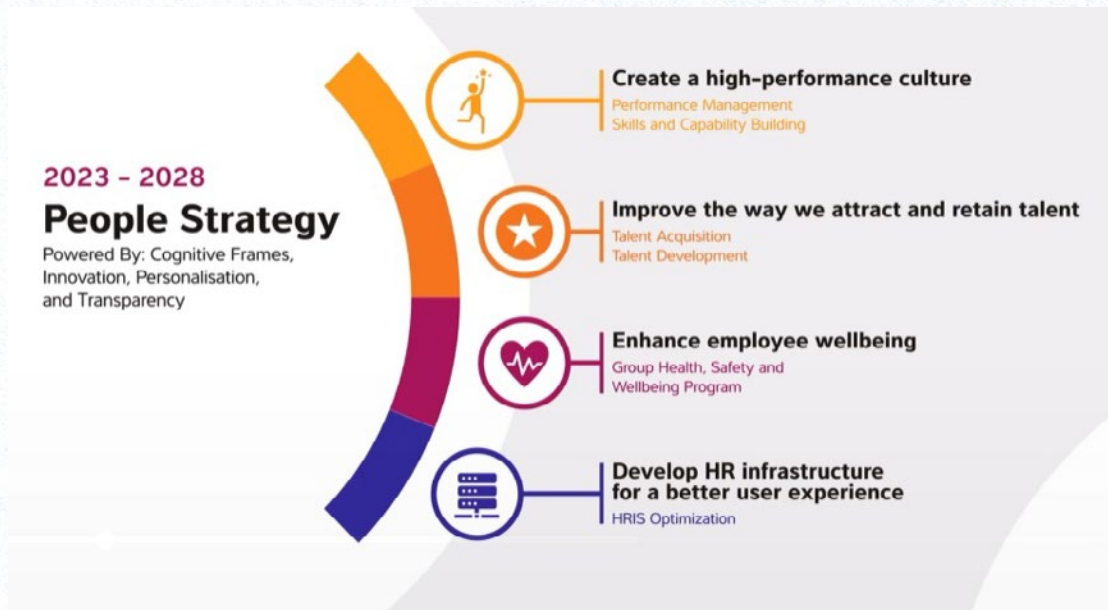 2023 – 2028
People Strategy
Powered By: Cognitive Frames,
Innovation, Personalisation,
and Transparency
Create a high-performance culture
Performance Management
Skills and Capability Building
Improve the way we attract and retain talent
Talent Acquisition
Talent Development
Enhance employee wellbeing
Group Health, Safety and
Wellbeing Program
Develop HR infrastructure
for a better user experience
HRIS Optimization